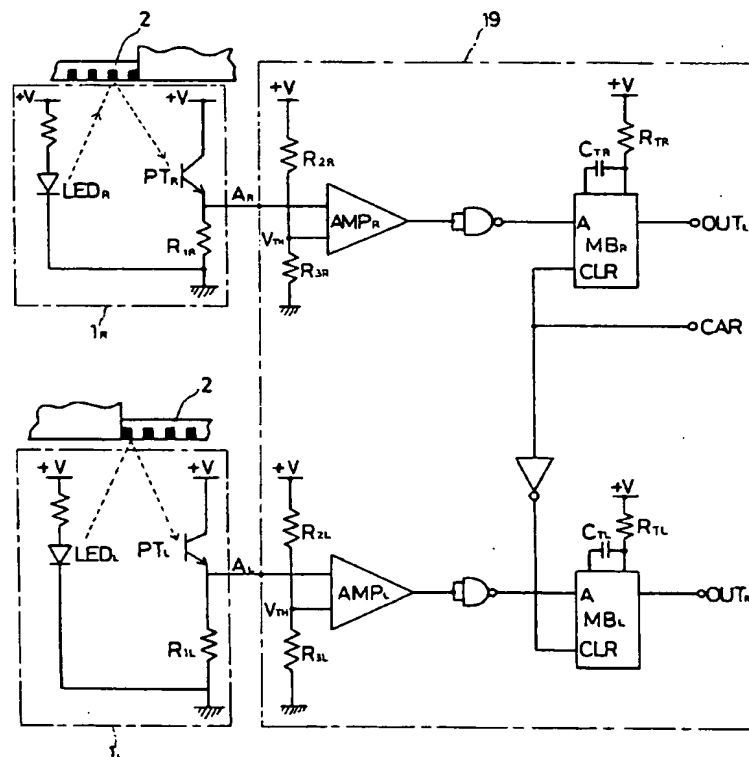 2
19
+V
+V
+V
+V
R2R
RTR
CTR
LEDR
PTR
AR
AMPR
A
MBR
OUTL
R1R
VTH
R3R
CLR
1R
CAR
2
+V
+V
+V
+V
R2L
RTL
CTL
LEDL
PTL
AL
AMPL
A
MBL
OUTR
VTH
R1L
R3L
CLR